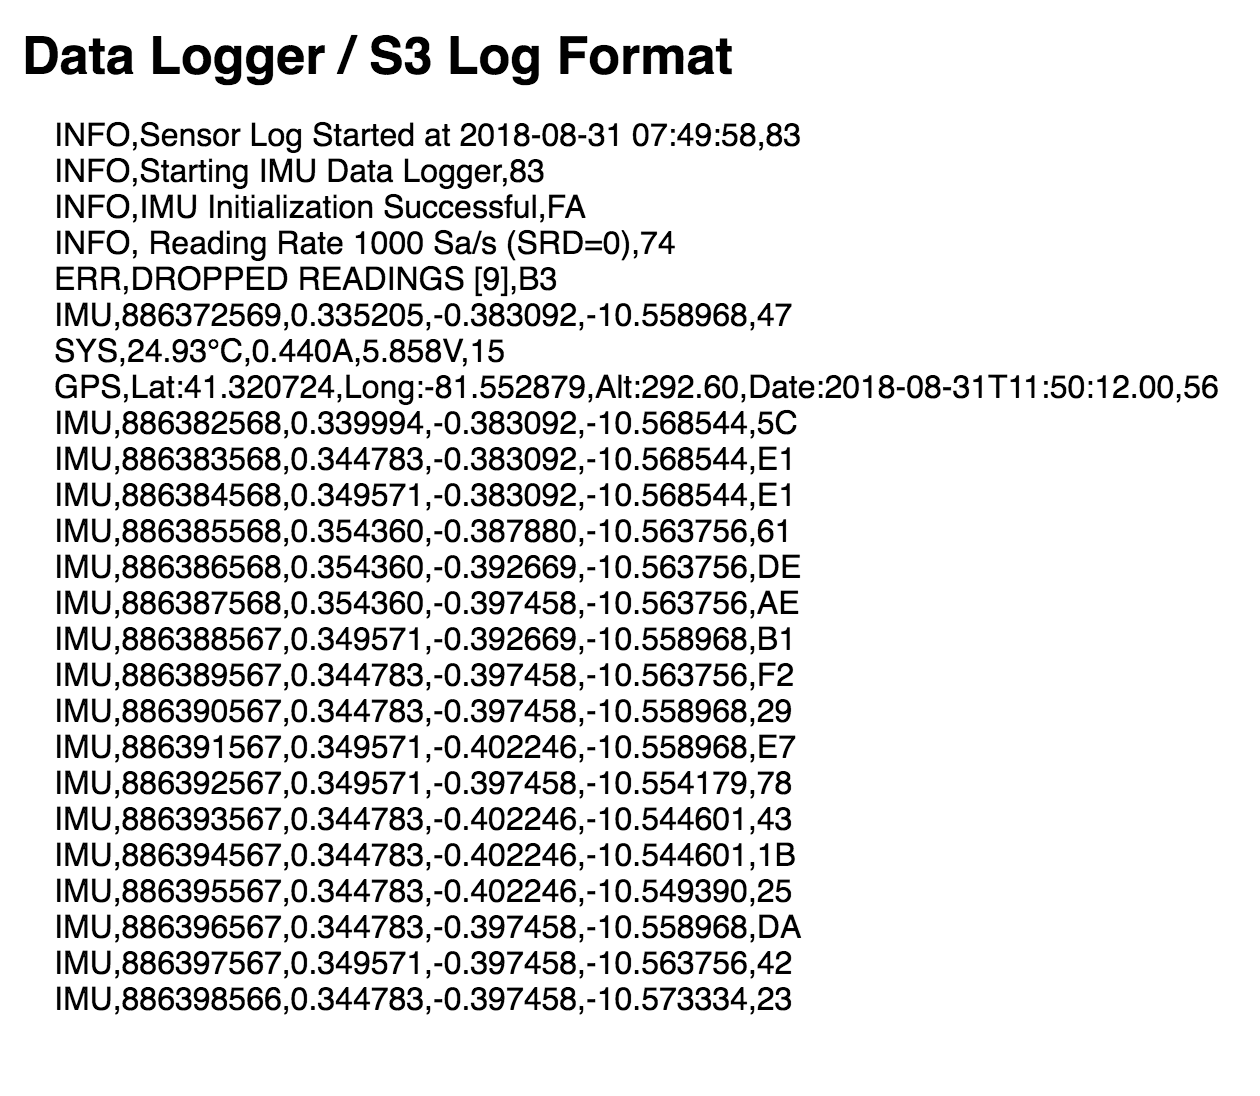 Data Logger / S3 Log Format
INFO,Sensor Log Started at 2018-08-31 07:49:58,83
INFO,Starting IMU Data Logger,83
INFO,IMU Initialization Successful,FA
INFO, Reading Rate 1000 Sa/s (SRD=0),74
ERR,DROPPED READINGS [9],B3
IMU,886372569,0.335205,-0.383092,-10.558968,47
SYS,24.93°C,0.440A,5.858V,15
GPS,Lat:41.320724,Long:-81.552879,Alt:292.60,Date:2018-08-31T11:50:12.00,56
IMU,886382568,0.339994,-0.383092,-10.568544,5C
IMU,886383568,0.344783,-0.383092,-10.568544,E1
IMU,886384568,0.349571,-0.383092,-10.568544,E1
IMU,886385568,0.354360,-0.387880,-10.563756,61
IMU,886386568,0.354360,-0.392669,-10.563756,DE
IMU,886387568,0.354360,-0.397458,-10.563756,AE
IMU,886388567,0.349571,-0.392669,-10.558968,B1
IMU,886389567,0.344783,-0.397458,-10.563756,F2
IMU,886390567,0.344783,-0.397458,-10.558968,29
IMU,886391567,0.349571,-0.402246,-10.558968,E7
IMU,886392567,0.349571,-0.397458,-10.554179,78
IMU,886393567,0.344783,-0.402246,-10.544601,43
IMU,886394567,0.344783,-0.402246,-10.544601,1B
IMU,886395567,0.344783,-0.402246,-10.549390,25
IMU,886396567,0.344783,-0.397458,-10.558968,DA
IMU,886397567,0.349571,-0.397458,-10.563756,42
IMU,886398566,0.344783,-0.397458,-10.573334,23